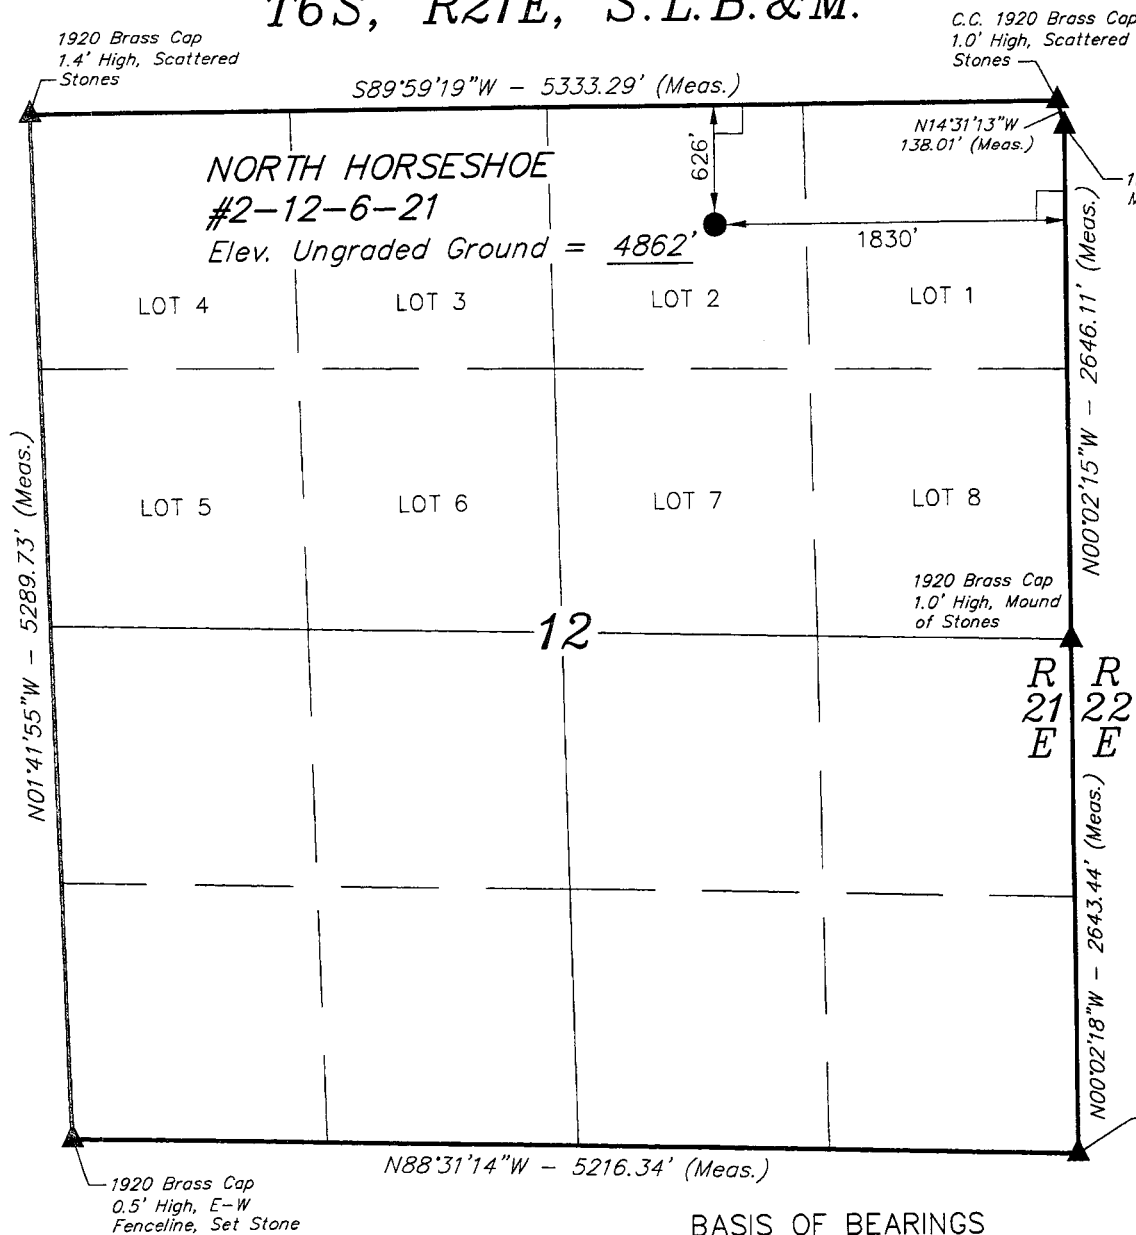 T6S, R21E, S.L.B.&M.
1920 Brass Cap
1.4' High, Scattered
Stones
C.C. 1920 Brass Cap
1.0' High, Scattered
Stones
S89°59'19"W - 5333.29' (Meas.)
N14°31'13"W
138.01' (Meas.)
NORTH HORSESHOE
#2-12-6-21
Elev. Ungraded Ground = 4862'
626'
1830'
LOT 4
LOT 3
LOT 2
LOT 1
N00°02'15"W - 2646.11' (Meas.)
N01°41'55"W - 5289.73' (Meas.)
LOT 5
LOT 6
LOT 7
LOT 8
1920 Brass Cap
1.0' High, Mound
of Stones
12
R
21
E
R
22
E
N00°02'18"W - 2643.44' (Meas.)
N88°31'14"W - 5216.34' (Meas.)
1920 Brass Cap
0.5' High, E-W
Fenceline, Set Stone
BASIS OF BEARINGS